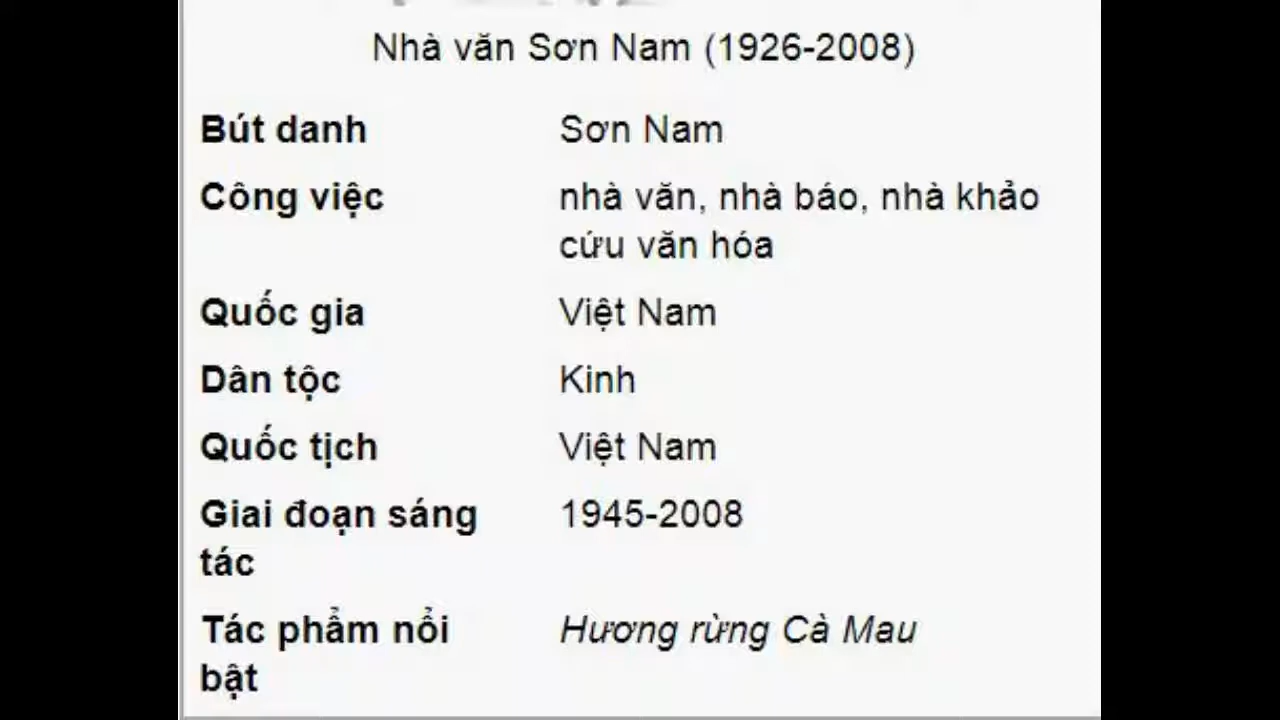 Nhà văn Sơn Nam (1926-2008)
Bút danh Sơn Nam
Công việc nhà văn, nhà báo, nhà khảo
cứu văn hóa
Quốc gia Việt Nam
Dân tộc Kinh
Quốc tịch Việt Nam
Giai đoạn sáng 1945-2008
tác
Tác phẩm nổi Hương rừng Cà Mau
bật